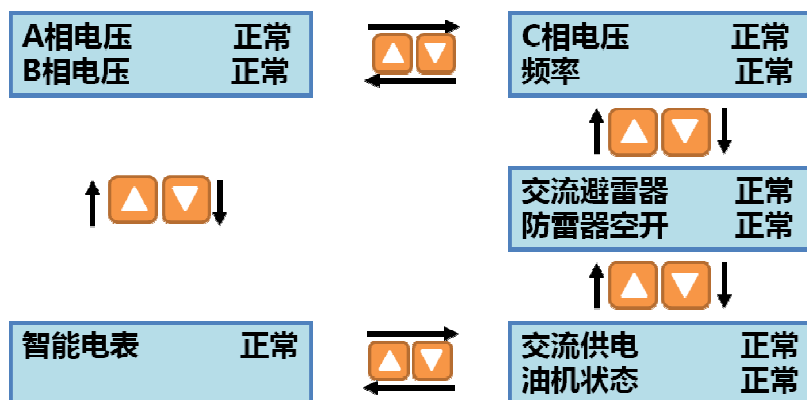 A相电压 正常
B相电压 正常
C相电压 正常
频率 正常
交流避雷器 正常
防雷器空开 正常
智能电表 正常
交流供电 正常
油机状态 正常